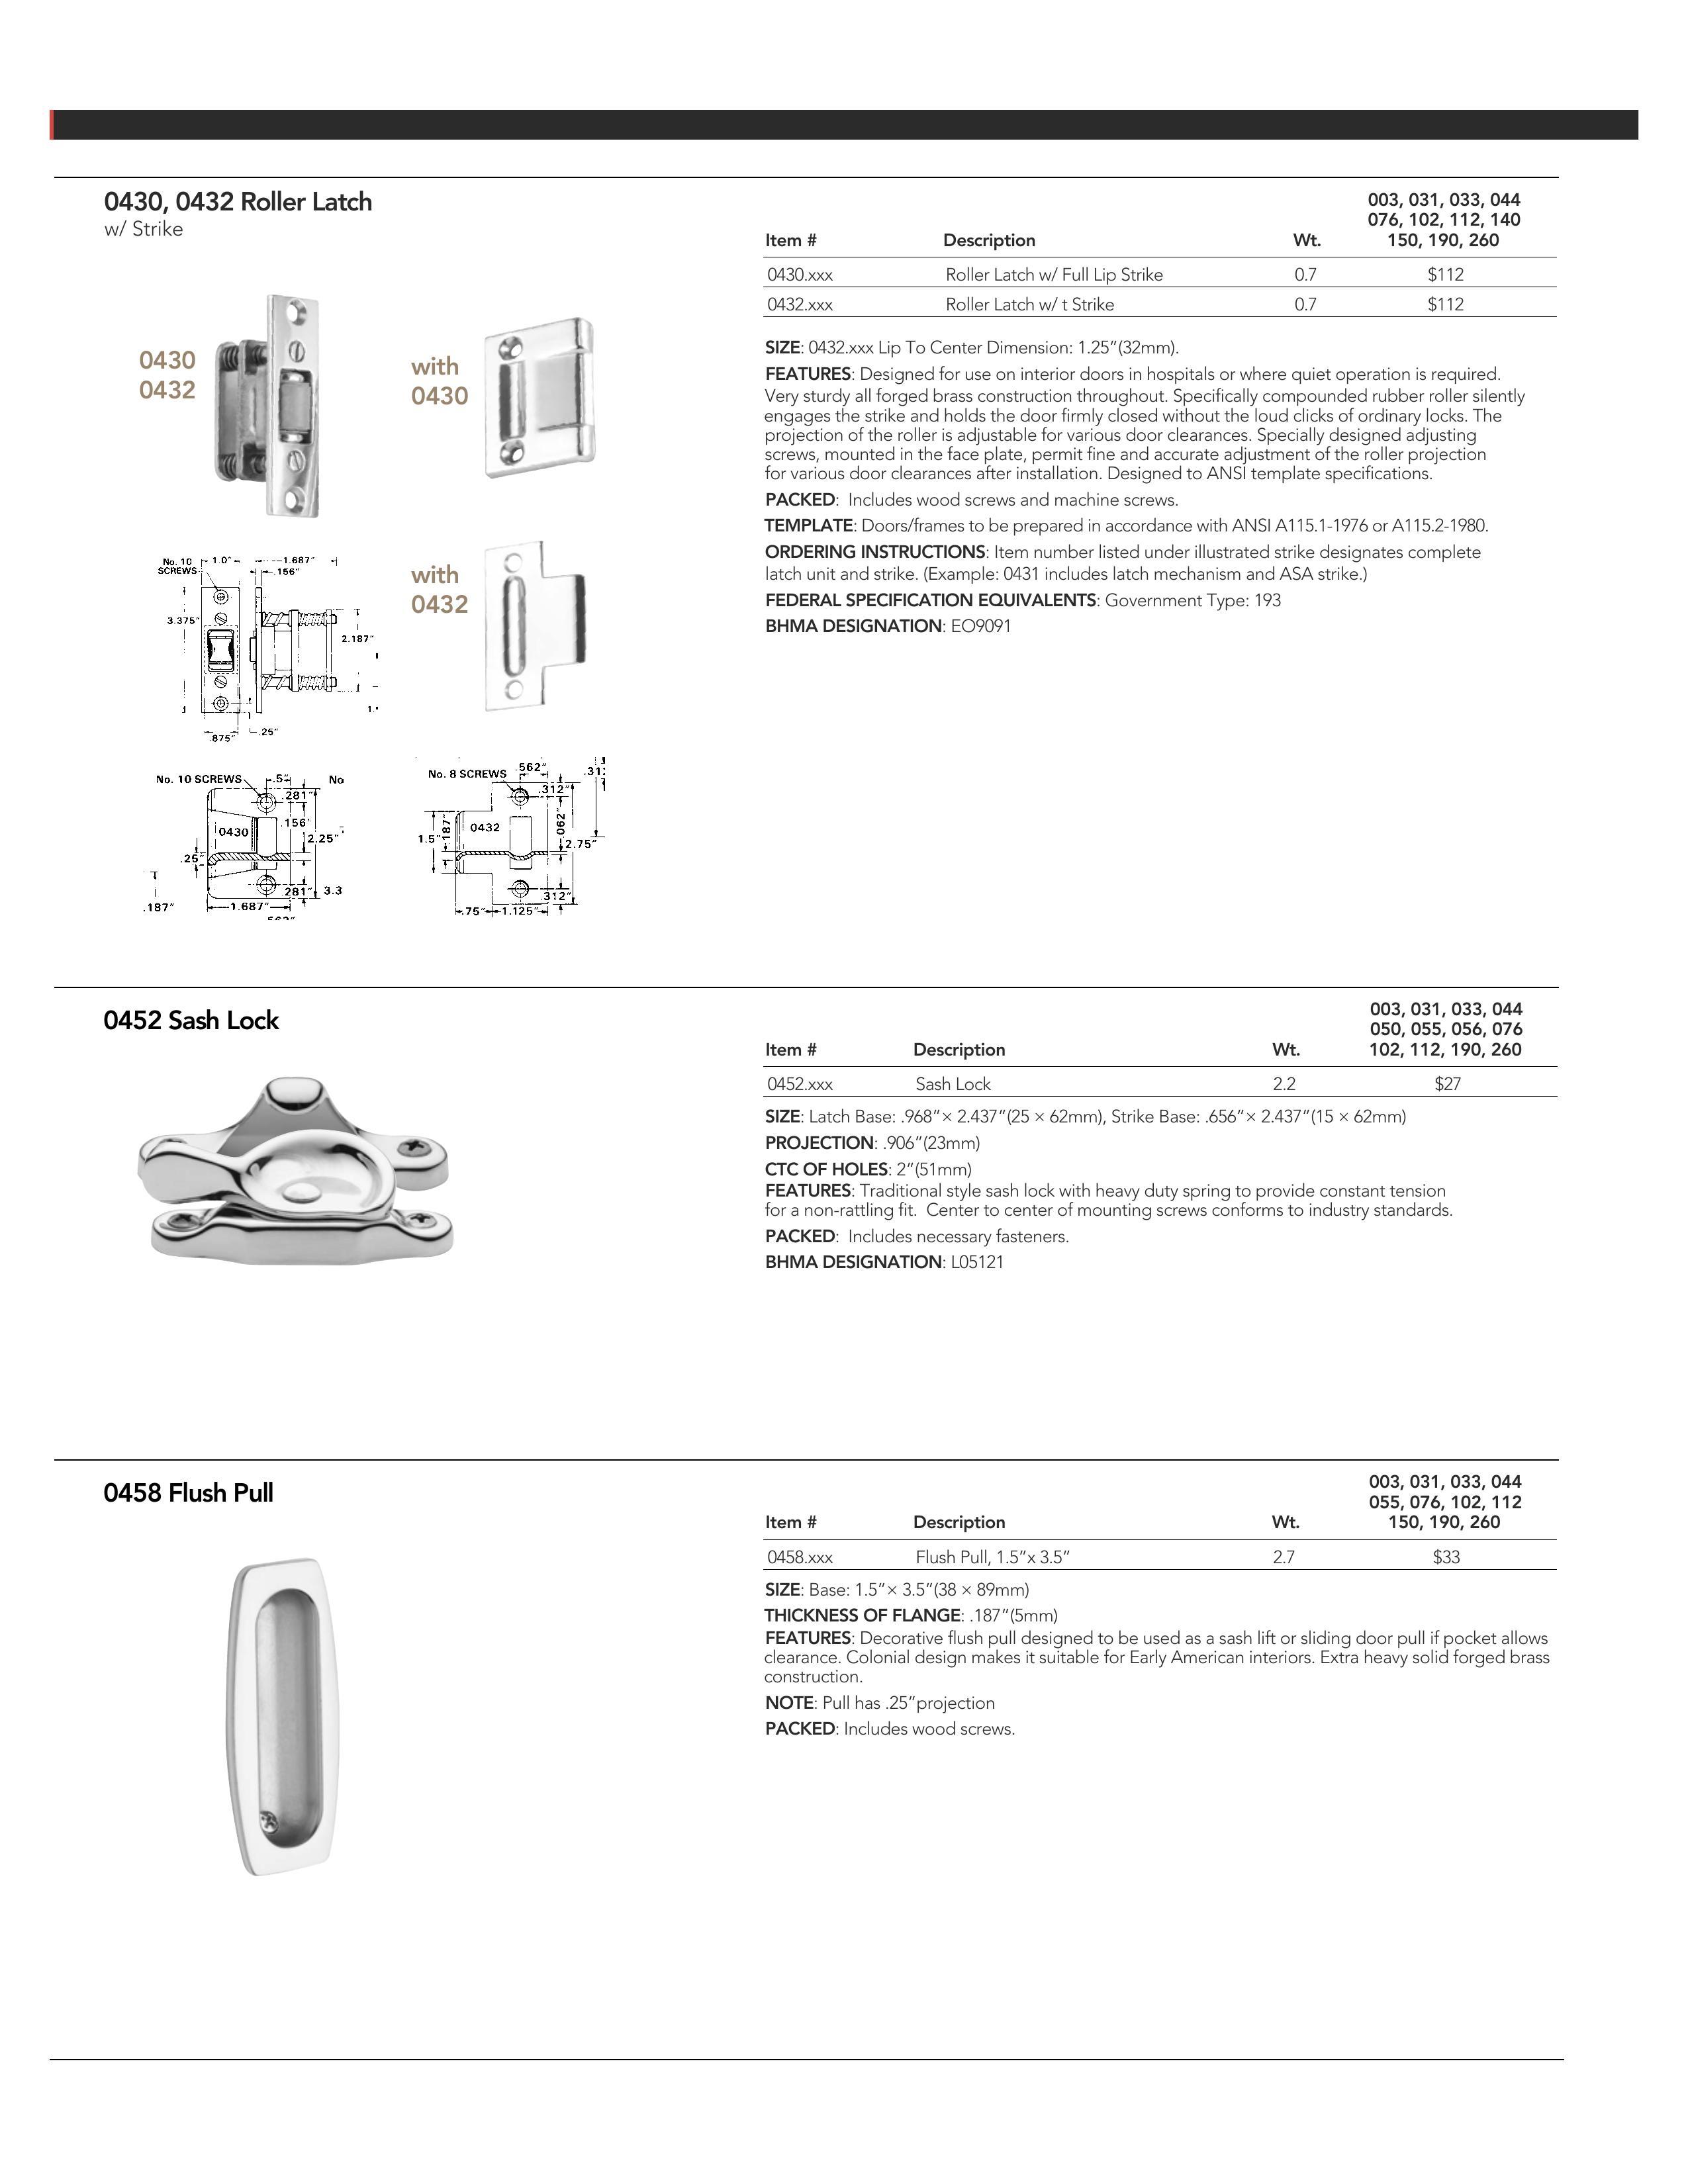 0430, 0432 Roller Latch
w/ Strike
0430
0432
with
0430
with
0432
No. 10
SCREWS
1.0"
1.687"
.156"
3.375"
2.187"
.875"
.25"
No. 10 SCREWS
.5"
No
.281"
.156"
0430
2.25"
.25"
.281"
3.3
.187"
1.687"
No. 8 SCREWS
.562"
.312"
.187"
0432
.062"
1.5"
2.75"
.312"
.75"
1.125"
003, 031, 033, 044
076, 102, 112, 140
Item # Description Wt. 150, 190, 260
0430.xxx Roller Latch w/ Full Lip Strike 0.7 $112
0432.xxx Roller Latch w/ t Strike 0.7 $112
SIZE: 0432.xxx Lip To Center Dimension: 1.25"(32mm).
FEATURES: Designed for use on interior doors in hospitals or where quiet operation is required.
Very sturdy all forged brass construction throughout. Specifically compounded rubber roller silently
engages the strike and holds the door firmly closed without the loud clicks of ordinary locks. The
projection of the roller is adjustable for various door clearances. Specially designed adjusting
screws, mounted in the face plate, permit fine and accurate adjustment of the roller projection
for various door clearances after installation. Designed to ANSI template specifications.
PACKED: Includes wood screws and machine screws.
TEMPLATE: Doors/frames to be prepared in accordance with ANSI A115.1-1976 or A115.2-1980.
ORDERING INSTRUCTIONS: Item number listed under illustrated strike designates complete
latch unit and strike. (Example: 0431 includes latch mechanism and ASA strike.)
FEDERAL SPECIFICATION EQUIVALENTS: Government Type: 193
BHMA DESIGNATION: EO9091
0452 Sash Lock
003, 031, 033, 044
050, 055, 056, 076
Item # Description Wt. 102, 112, 190, 260
0452.xxx Sash Lock 2.2 $27
SIZE: Latch Base: .968"× 2.437"(25 × 62mm), Strike Base: .656"× 2.437"(15 × 62mm)
PROJECTION: .906"(23mm)
CTC OF HOLES: 2"(51mm)
FEATURES: Traditional style sash lock with heavy duty spring to provide constant tension
for a non-rattling fit. Center to center of mounting screws conforms to industry standards.
PACKED: Includes necessary fasteners.
BHMA DESIGNATION: L05121
0458 Flush Pull
003, 031, 033, 044
055, 076, 102, 112
Item # Description Wt. 150, 190, 260
0458.xxx Flush Pull, 1.5"x 3.5" 2.7 $33
SIZE: Base: 1.5"× 3.5"(38 × 89mm)
THICKNESS OF FLANGE: .187"(5mm)
FEATURES: Decorative flush pull designed to be used as a sash lift or sliding door pull if pocket allows
clearance. Colonial design makes it suitable for Early American interiors. Extra heavy solid forged brass
construction.
NOTE: Pull has .25"projection
PACKED: Includes wood screws.